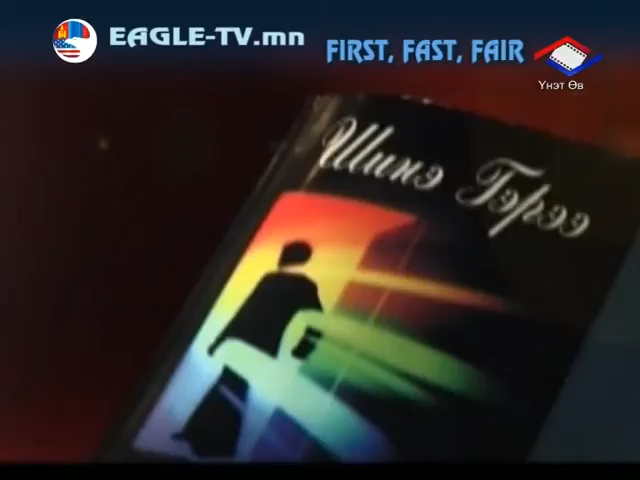 EAGLE-TV.mn
FIRST, FAST, FAIR
Үнэт Өв
Шинэ Гэрээ